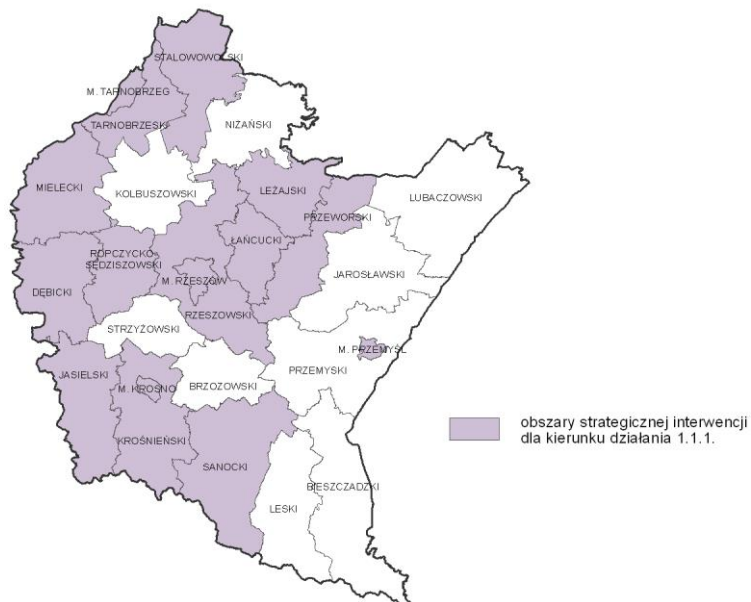 STALOWOWOLSKI
M. TARNOBRZEG
TARNOBRZESKI
NIZAŃSKI
MIELECKI
KOLBUSZOWSKI
LEŻAJSKI
LUBACZOWSKI
PRZEWORSKI
ŁAŃCUCKI
ROPCZYCKO-
SĘDZISZOWSKI
JAROSŁAWSKI
M. RZESZÓW
DĘBICKI
RZESZOWSKI
STRZYŻOWSKI
M. PRZEMYŚL
PRZEMYSKI
JASIELSKI
M. KROSNO
BRZOZOWSKI
obszary strategicznej interwencji
dla kierunku działania 1.1.1.
KROŚNIEŃSKI
SANOCKI
BIESZCZADZKI
LESKI